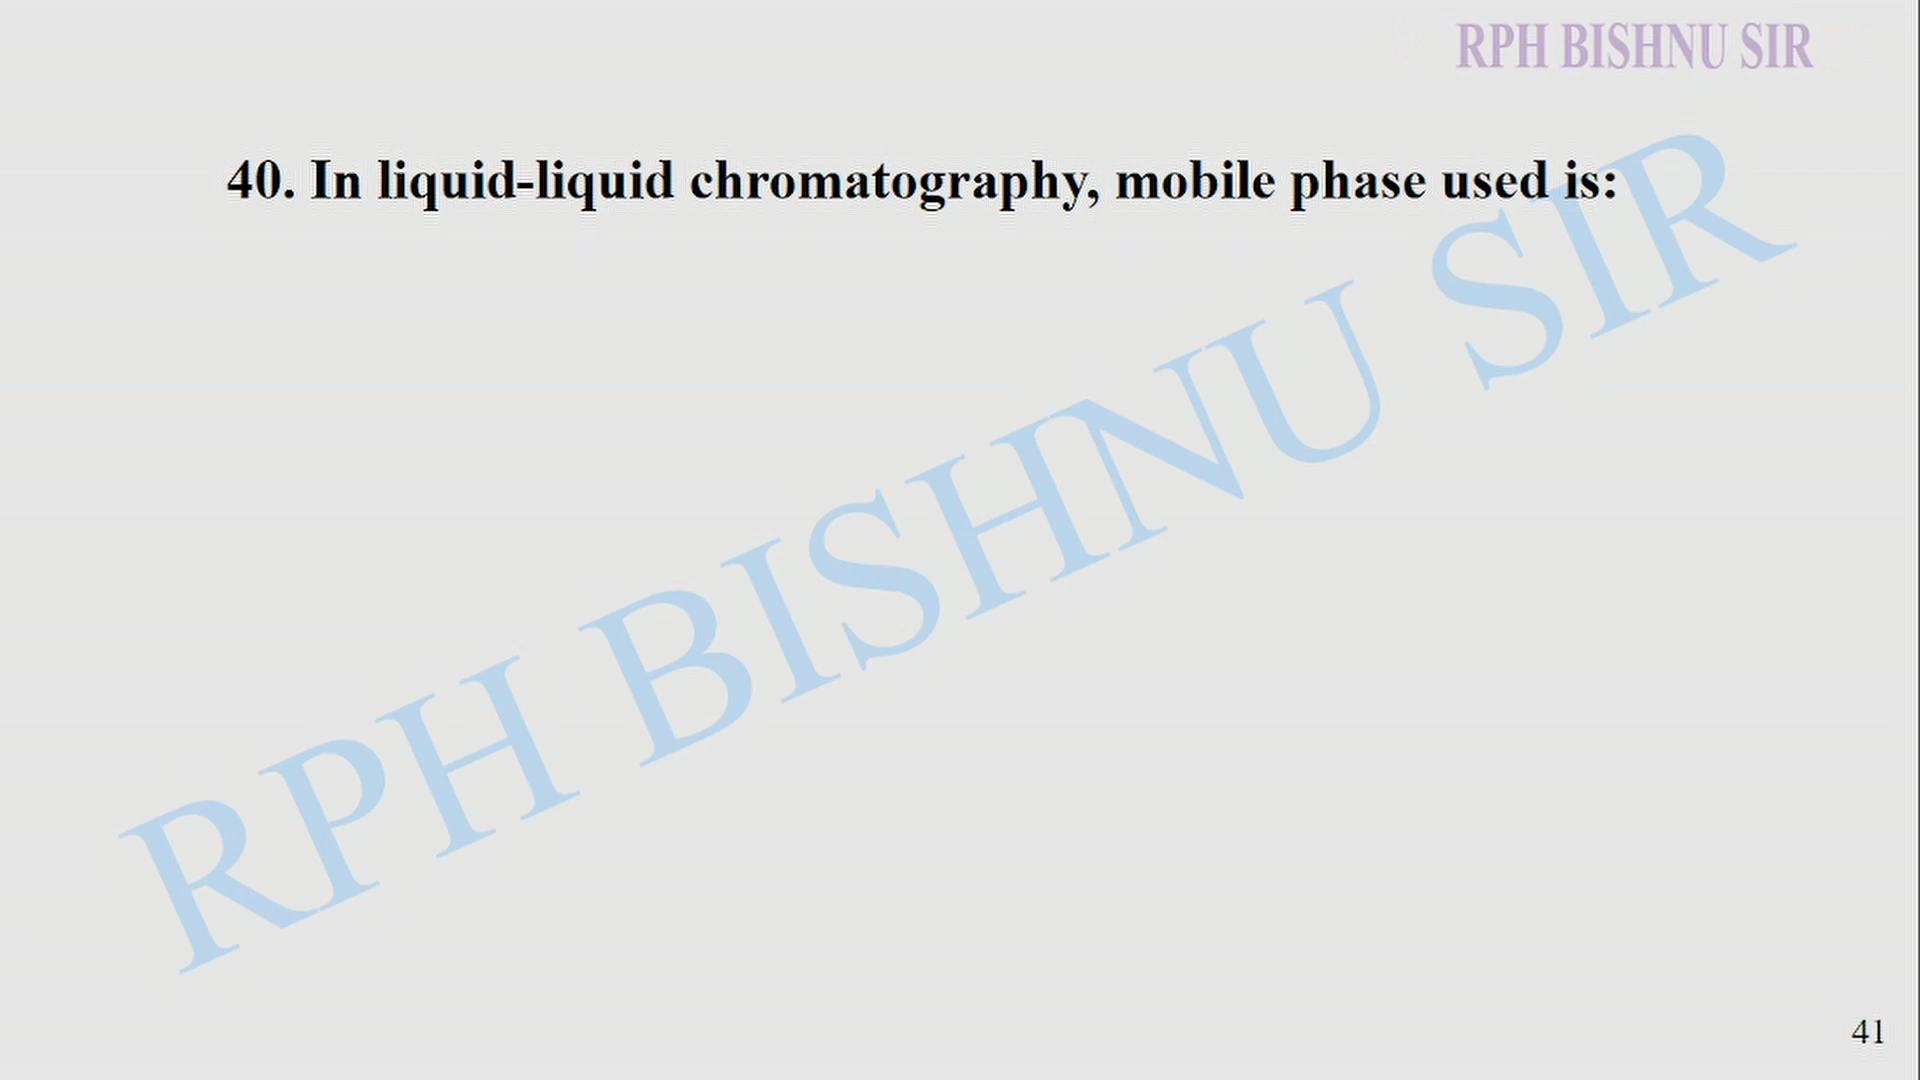 RPH BISHNU SIR
40. In liquid-liquid chromatography, mobile phase used is:
RPH BISHNU SIR
41